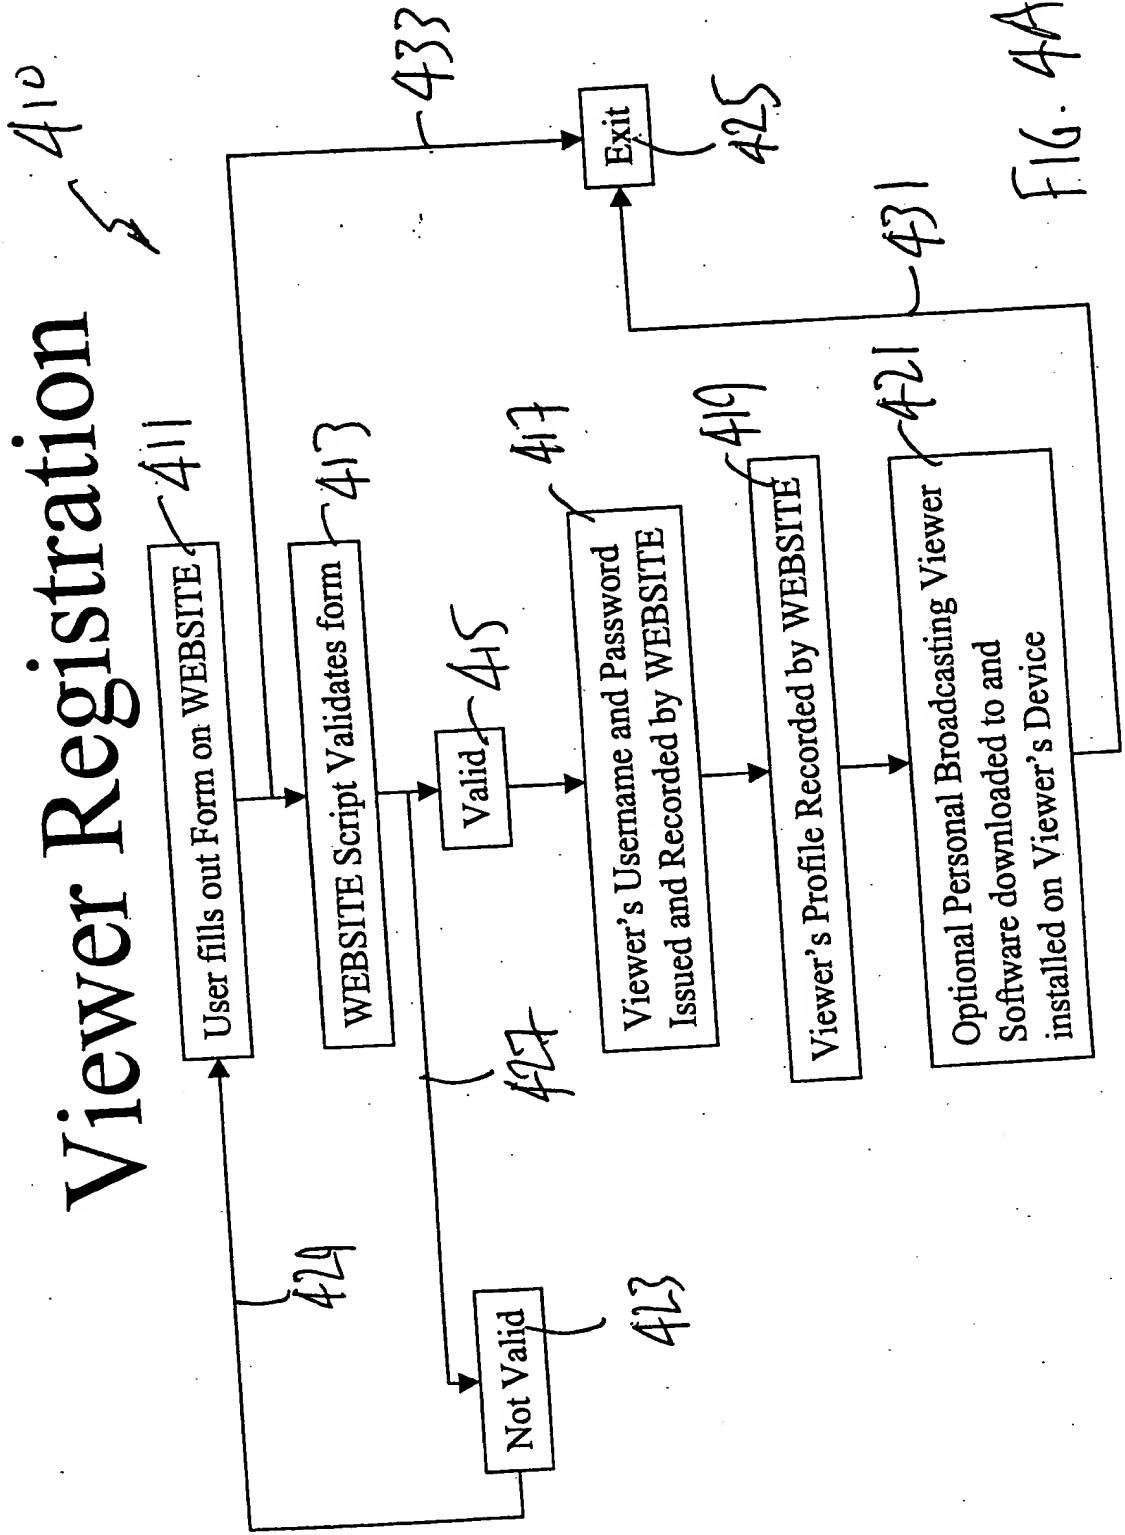 Viewer Registration
410
User fills out Form on WEBSITE
411
433
WEBSITE Script Validates form
413
429
Valid
415
427
Not Valid
423
Exit
425
Viewer's Username and Password
Issued and Recorded by WEBSITE
417
Viewer's Profile Recorded by WEBSITE
419
Optional Personal Broadcasting Viewer
Software downloaded to and
installed on Viewer's Device
421
431
FIG. 4A